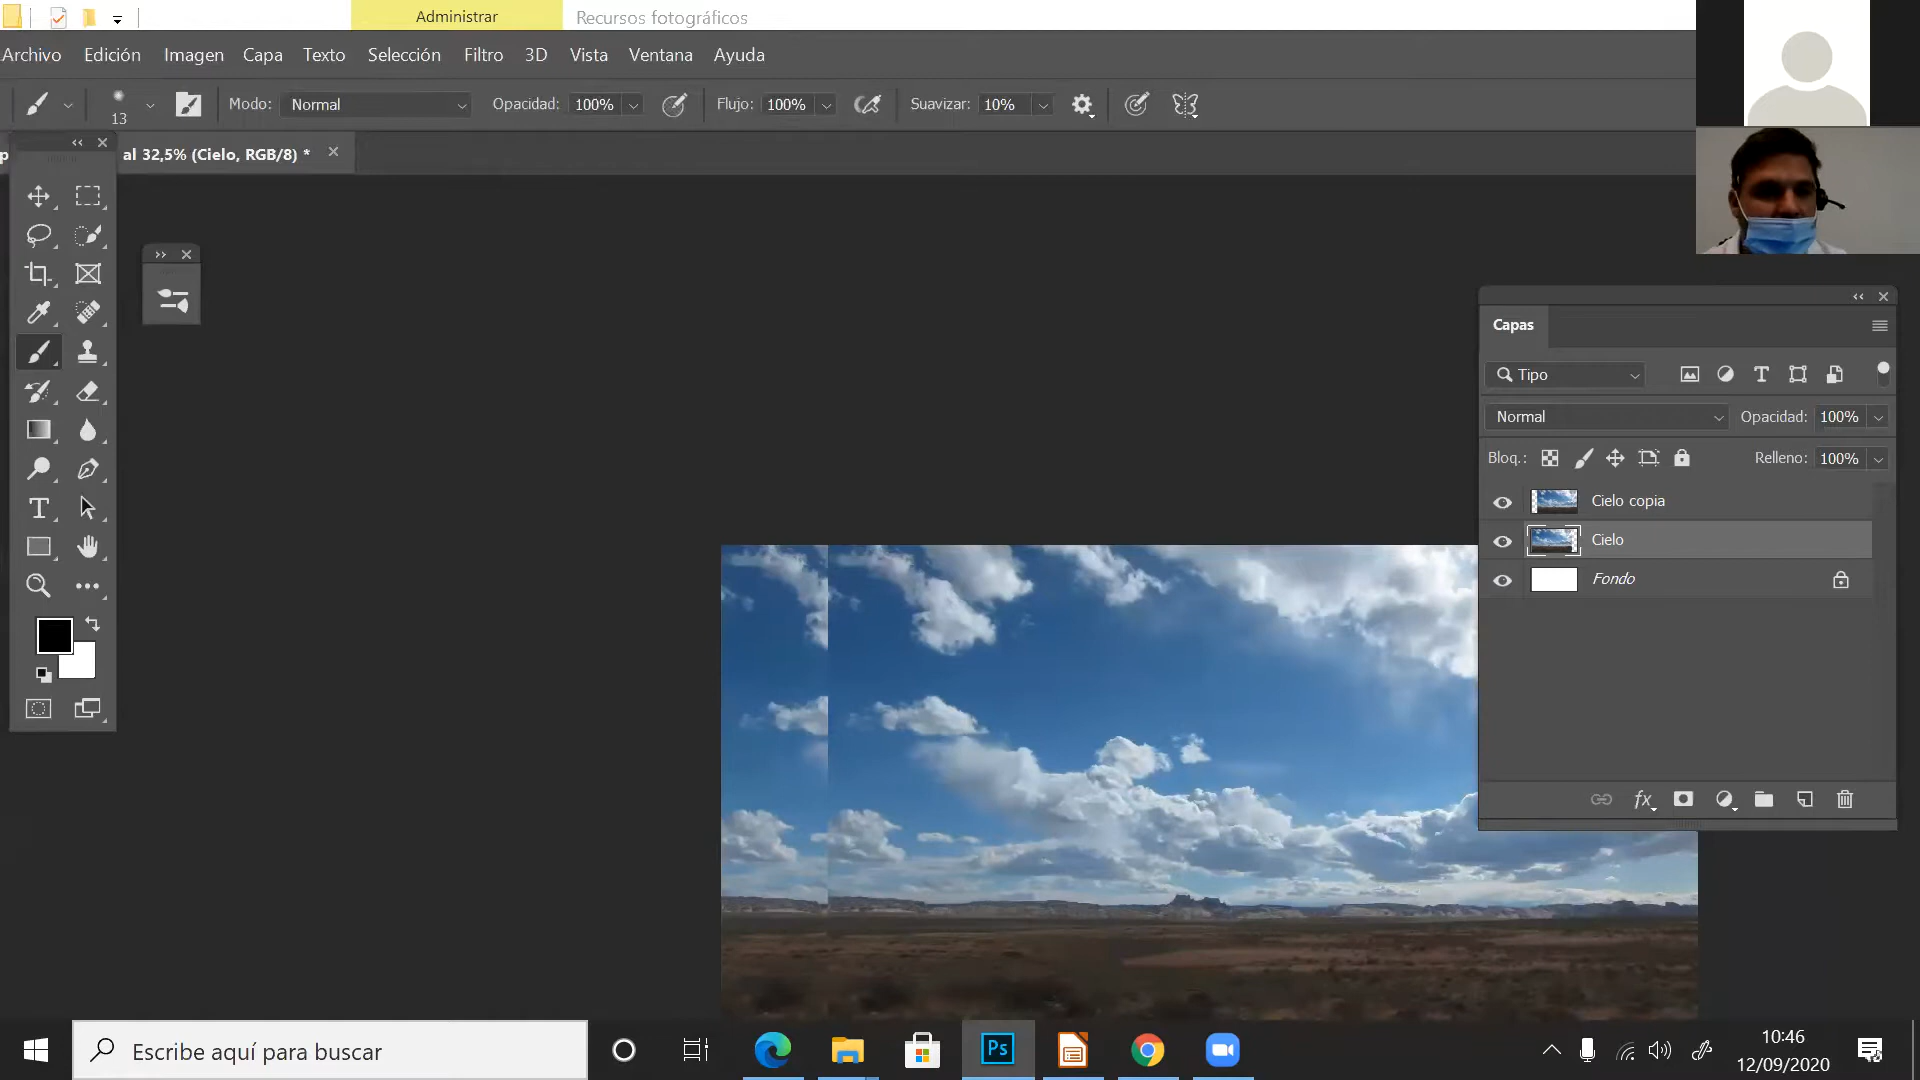 Administrar
Recursos fotográficos
Archivo
Edición
Imagen
Capa
Texto
Selección
Filtro
3D
Vista
Ventana
Ayuda
13
Modo:
Normal
Opacidad:
100%
Flujo:
100%
Suavizar:
10%
p
al 32,5% (Cielo, RGB/8) *
Capas
Tipo
Normal
Opacidad:
100%
Bloq.:
Relleno:
100%
Cielo copia
Cielo
Fondo
fx
Ps
Escribe aquí para buscar
10:46
12/09/2020